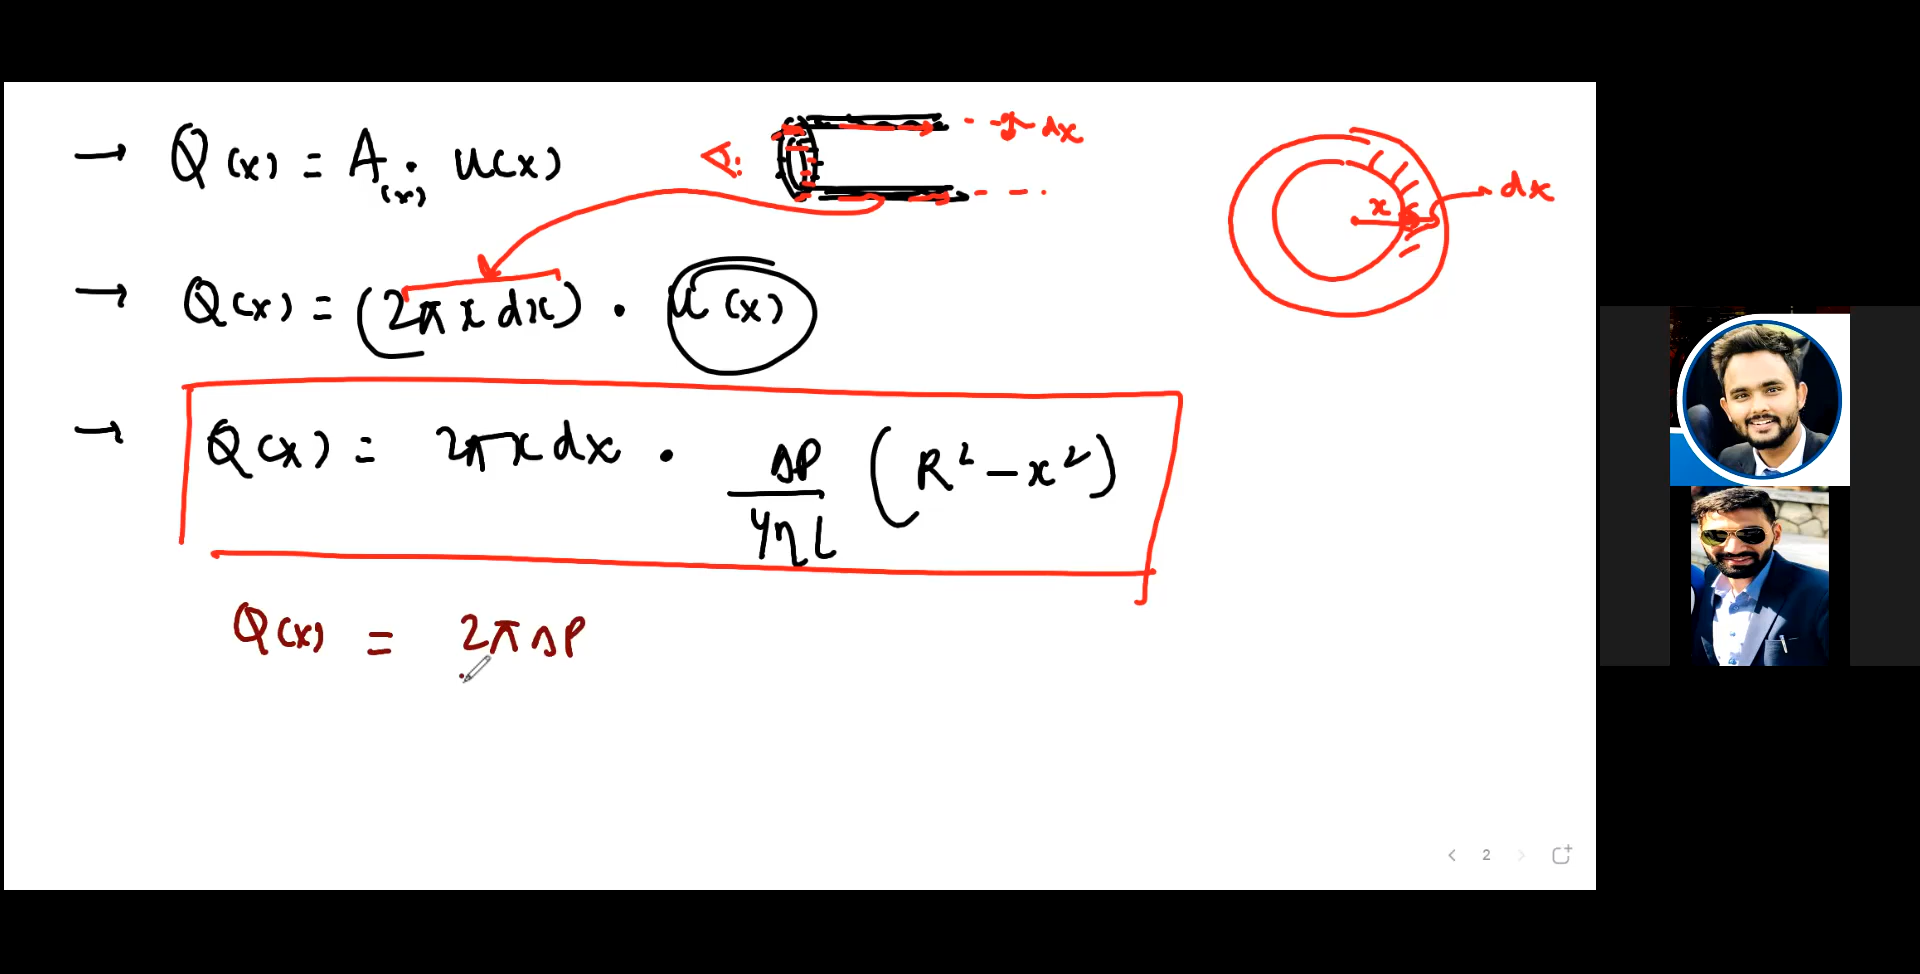 → Q(x) = A(x) · u(x)
dx
x
dx
→ Q(x) = (2πx dx) · u(x)
→ Q(x) = 2πx dx · ΔP/4ηL (R² − x²)
Q(x) = 2πΔP
< 2 >